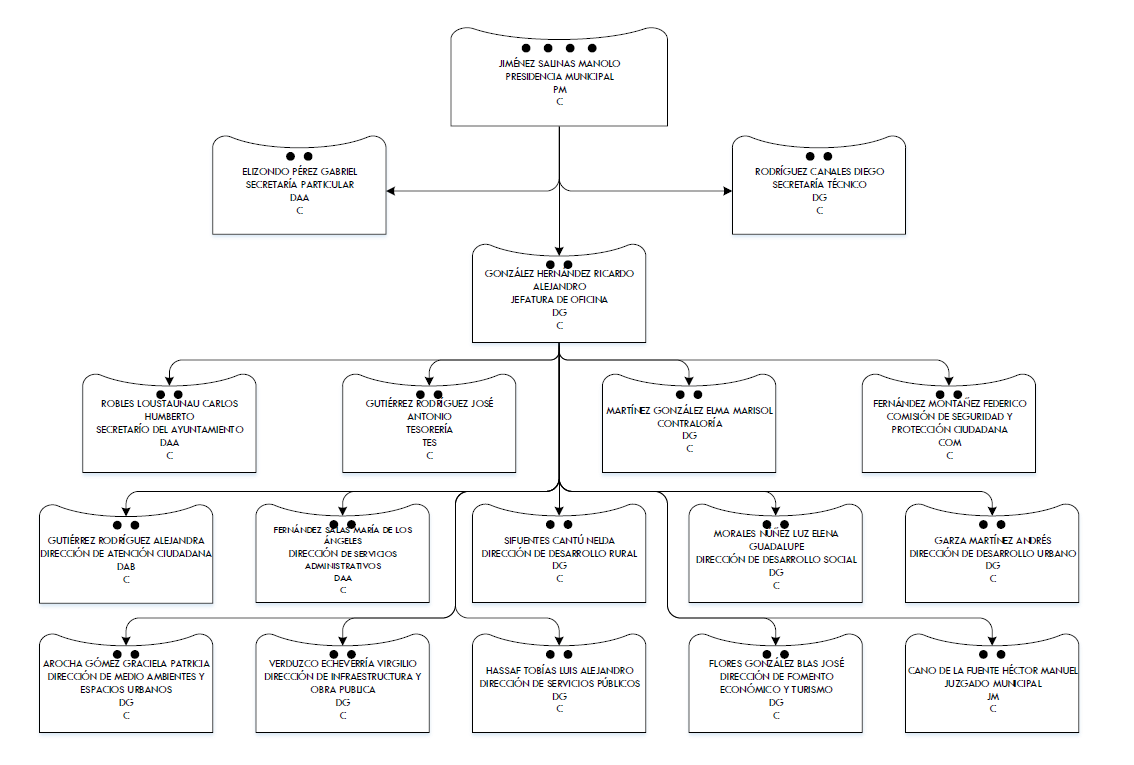 JIMÉNEZ SALINAS MANOLO
PRESIDENCIA MUNICIPAL
PM
C
ELIZONDO PÉREZ GABRIEL
SECRETARÍA PARTICULAR
DAA
C
RODRÍGUEZ CANALES DIEGO
SECRETARÍA TÉCNICO
DG
C
GONZÁLEZ HERNÁNDEZ RICARDO
ALEJANDRO
JEFATURA DE OFICINA
DG
C
ROBLES LOUSTAUNAU CARLOS
HUMBERTO
SECRETARÍO DEL AYUNTAMIENTO
DAA
C
GUTIÉRREZ RODRÍGUEZ JOSÉ
ANTONIO
TESORERÍA
TES
C
MARTÍNEZ GONZÁLEZ ELMA MARISOL
CONTRALORÍA
DG
C
FERNÁNDEZ MONTAÑEZ FEDERICO
COMISIÓN DE SEGURIDAD Y
PROTECCIÓN CIUDADANA
COM
C
GUTIÉRREZ RODRÍGUEZ ALEJANDRA
DIRECCIÓN DE ATENCIÓN CIUDADANA
DAB
C
FERNÁNDEZ SALAS MARÍA DE LOS
ÁNGELES
DIRECCIÓN DE SERVICIOS
ADMINISTRATIVOS
DAA
C
SIFUENTES CANTÚ NELDA
DIRECCIÓN DE DESARROLLO RURAL
DG
C
MORALES NÚÑEZ LUZ ELENA
GUADALUPE
DIRECCIÓN DE DESARROLLO SOCIAL
DG
C
GARZA MARTÍNEZ ANDRÉS
DIRECCIÓN DE DESARROLLO URBANO
DG
C
AROCHA GÓMEZ GRACIELA PATRICIA
DIRECCIÓN DE MEDIO AMBIENTES Y
ESPACIOS URBANOS
DG
C
VERDUZCO ECHEVERRÍA VIRGILIO
DIRECCIÓN DE INFRAESTRUCTURA Y
OBRA PUBLICA
DG
C
HASSAF TOBÍAS LUIS ALEJANDRO
DIRECCIÓN DE SERVICIOS PÚBLICOS
DG
C
FLORES GONZÁLEZ BLAS JOSÉ
DIRECCIÓN DE FOMENTO
ECONÓMICO Y TURISMO
DG
C
CANO DE LA FUENTE HÉCTOR MANUEL
JUZGADO MUNICIPAL
JM
C